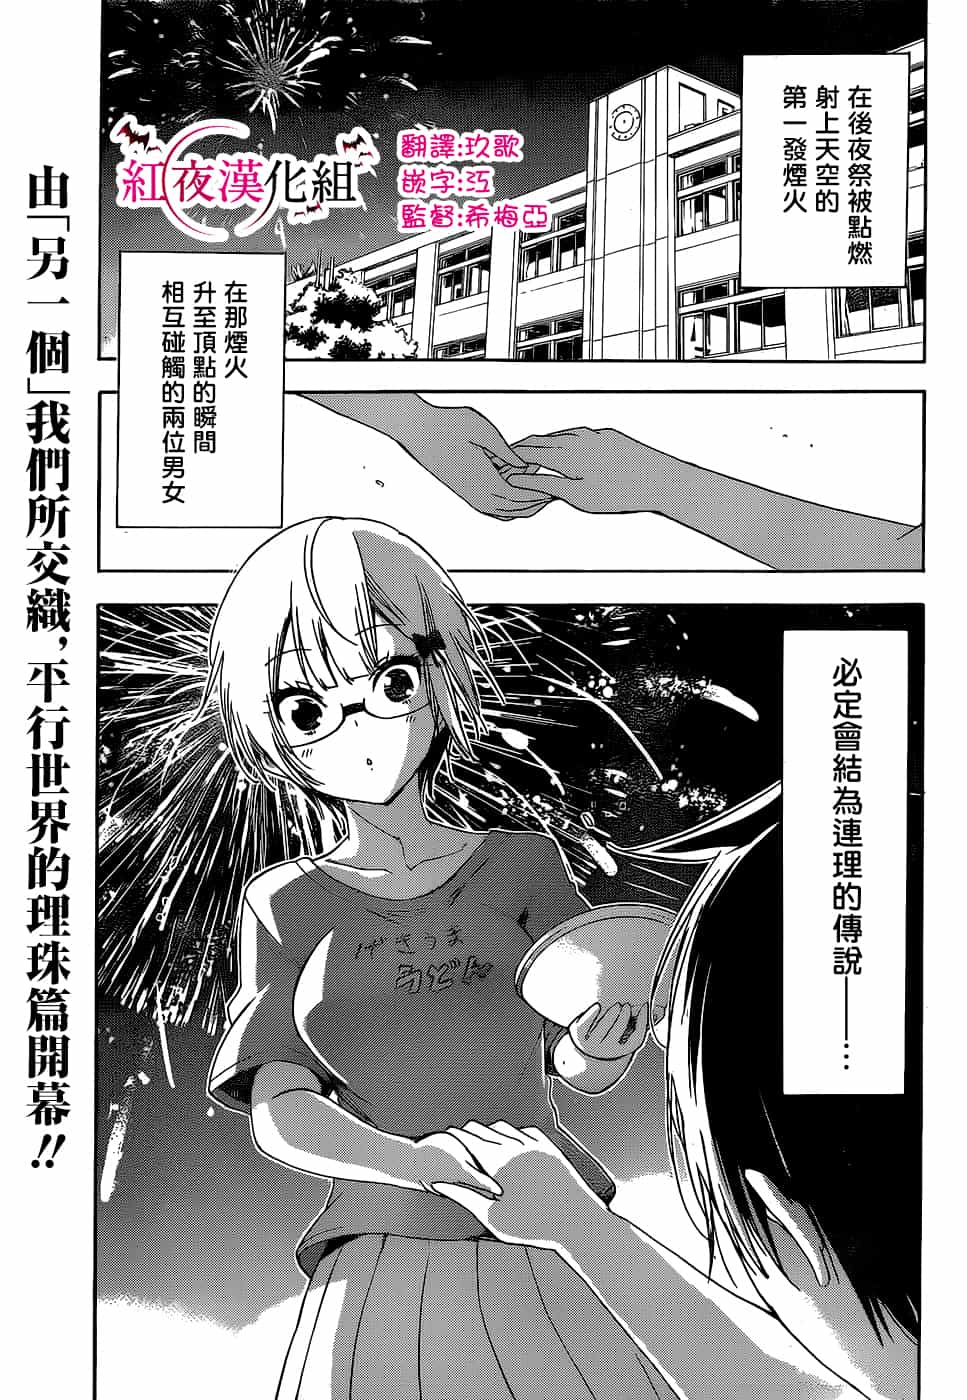 在後夜祭被點燃
射上天空的
第一發煙火
紅夜漢化組
翻譯:玖歌
嵌字:江
監督:希梅亞
在那煙火
升至頂點的瞬間
相互碰觸的兩位男女
必定會結為連理的傳說——…
げきうま
うどん
由「另一個」我們所交織，平行世界的理珠篇開幕!!